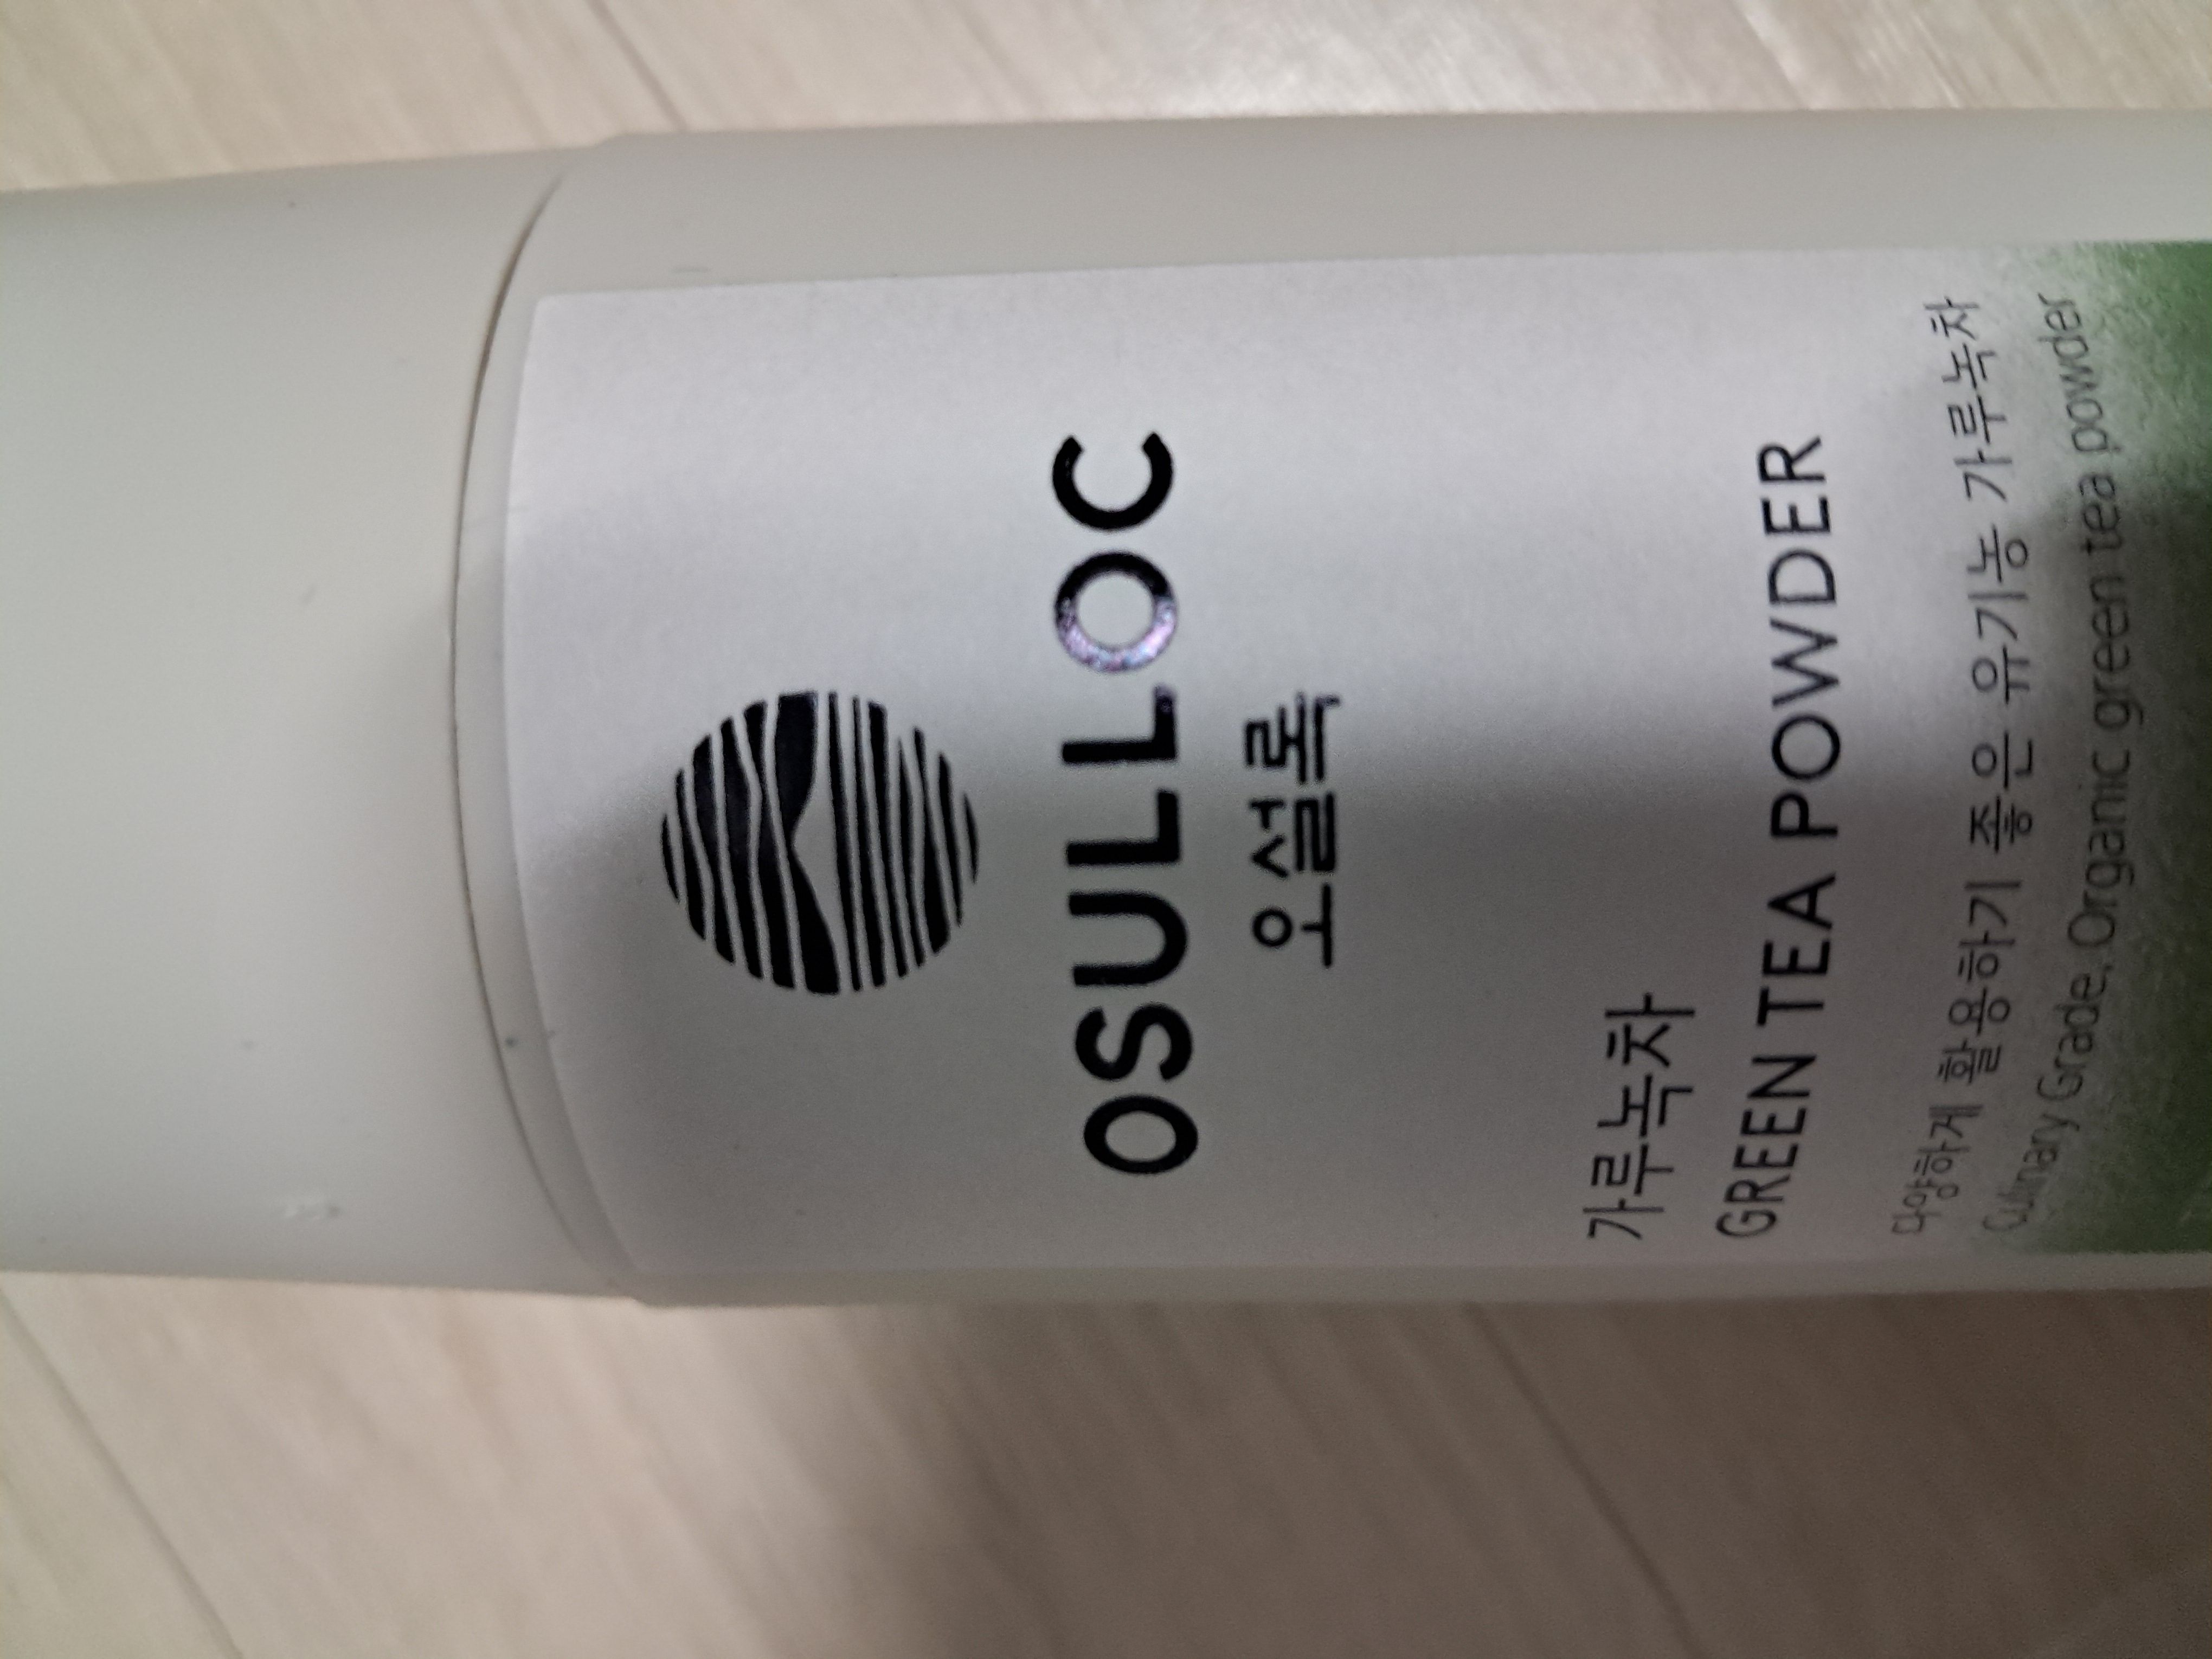 OSULLOC
오설록
가루녹차
GREEN TEA POWDER
다양하게 활용하기 좋은 유기농 가루녹차
Culinary Grade, Organic green tea powder